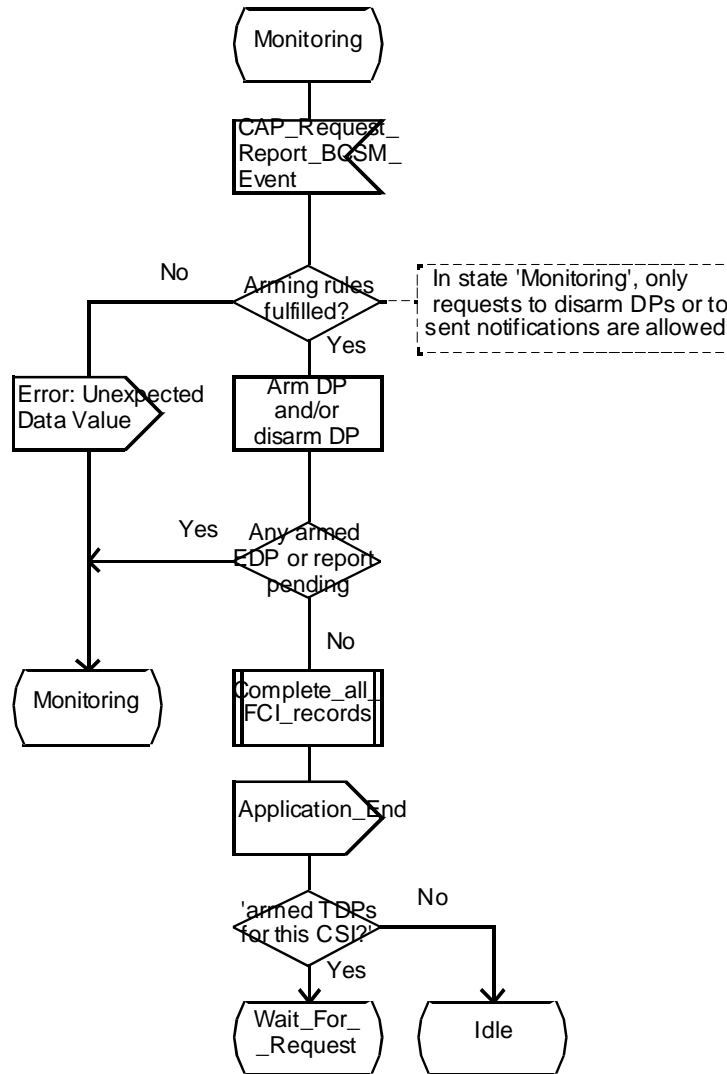 Monitoring
CAP_Request_
Report_BCSM_
Event
No
Arming rules
fulfilled?
In state 'Monitoring', only
requests to disarm DPs or to
sent notifications are allowed
Yes
Error: Unexpected
Data Value
Arm DP
and/or
disarm DP
Yes
Any armed
EDP or report
pending
No
Monitoring
Complete_all_
FCI_records
Application_End
'armed TDPs
for this CSI?'
No
Yes
Wait_For_
_Request
Idle